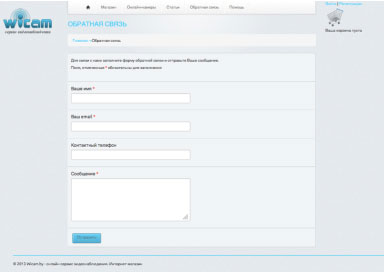 Магазин Онлайн-камеры Статьи Обратная связь Помощь
Войти | Регистрация
wicam
сервис видеонаблюдения
Ваша корзина пуста
ОБРАТНАЯ СВЯЗЬ
Главная » Обратная связь
Для связи с нами заполните форму обратной связи и отправьте Ваше сообщение.
Поля, отмеченные * обязательны для заполнения
Ваше имя *
Ваш email *
Контактный телефон
Сообщение *
Отправить
© 2013 Wicam.by - онлайн-сервис видеонаблюдения. Интернет-магазин.